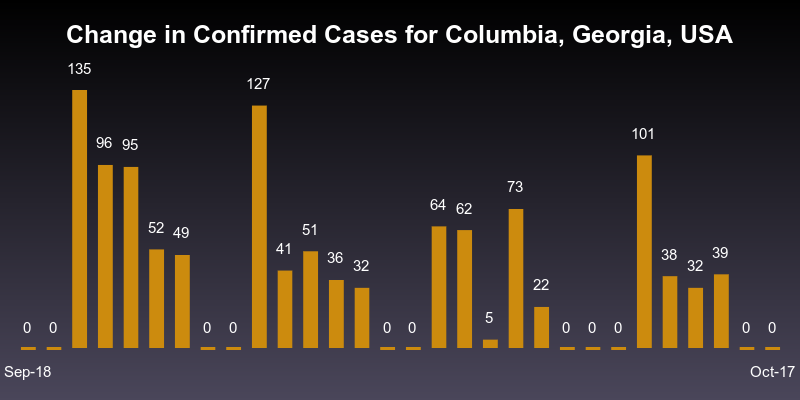 Change in Confirmed Cases for Columbia, Georgia, USA
0 0 135 96 95 52 49 0 0 127 41 51 36 32 0 0 64 62 5 73 22 0 0 0 101 38 32 39 0 0
Sep-18 Oct-17